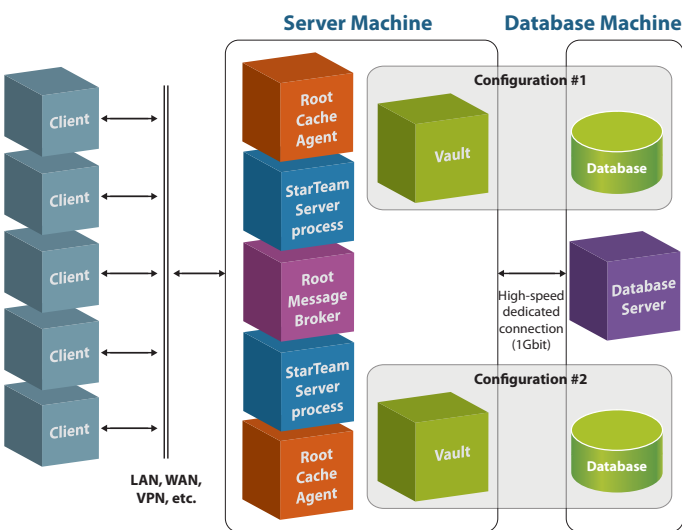 Server Machine
Database Machine
Client
Client
Client
Client
Client
LAN, WAN,
VPN, etc.
Root
Cache
Agent
StarTeam
Server
process
Root
Message
Broker
StarTeam
Server
process
Root
Cache
Agent
Configuration #1
Vault
Database
High-speed
dedicated
connection
(1Gbit)
Database
Server
Configuration #2
Vault
Database